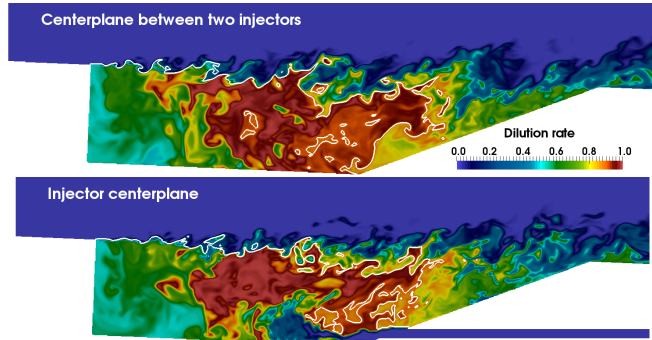 Centerplane between two injectors
Dilution rate
0.0 0.2 0.4 0.6 0.8 1.0
Injector centerplane